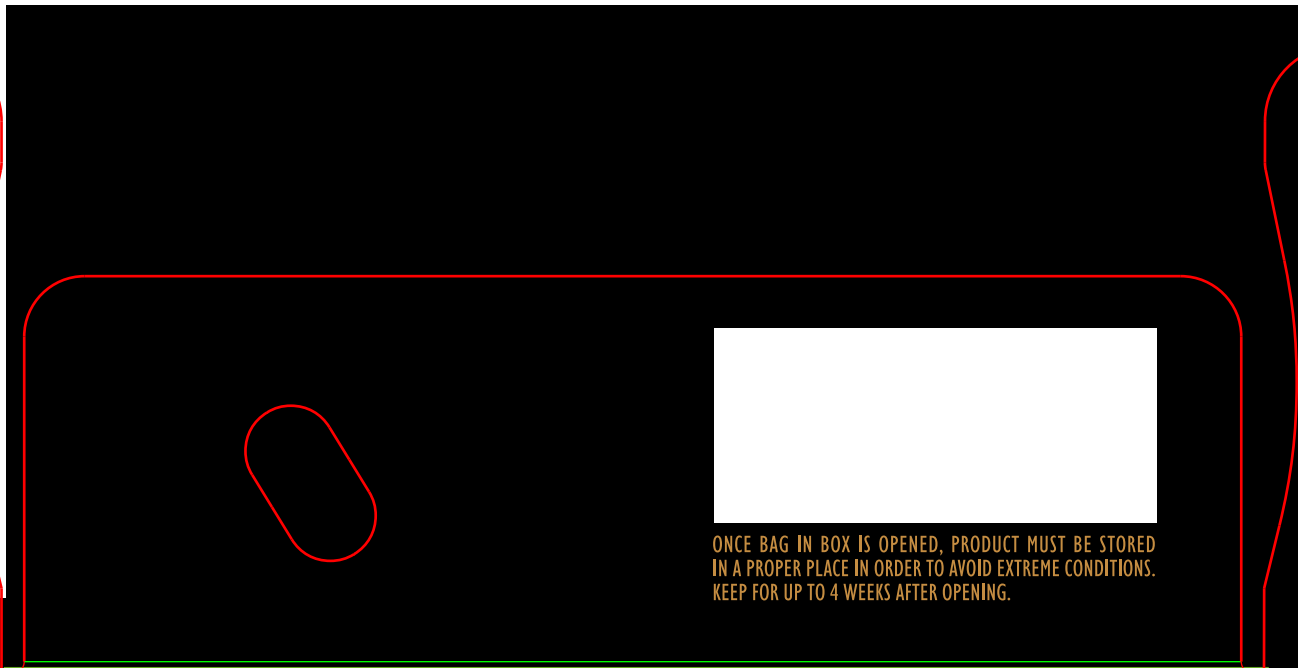 ONCE BAG IN BOX IS OPENED, PRODUCT MUST BE STORED
IN A PROPER PLACE IN ORDER TO AVOID EXTREME CONDITIONS.
KEEP FOR UP TO 4 WEEKS AFTER OPENING.